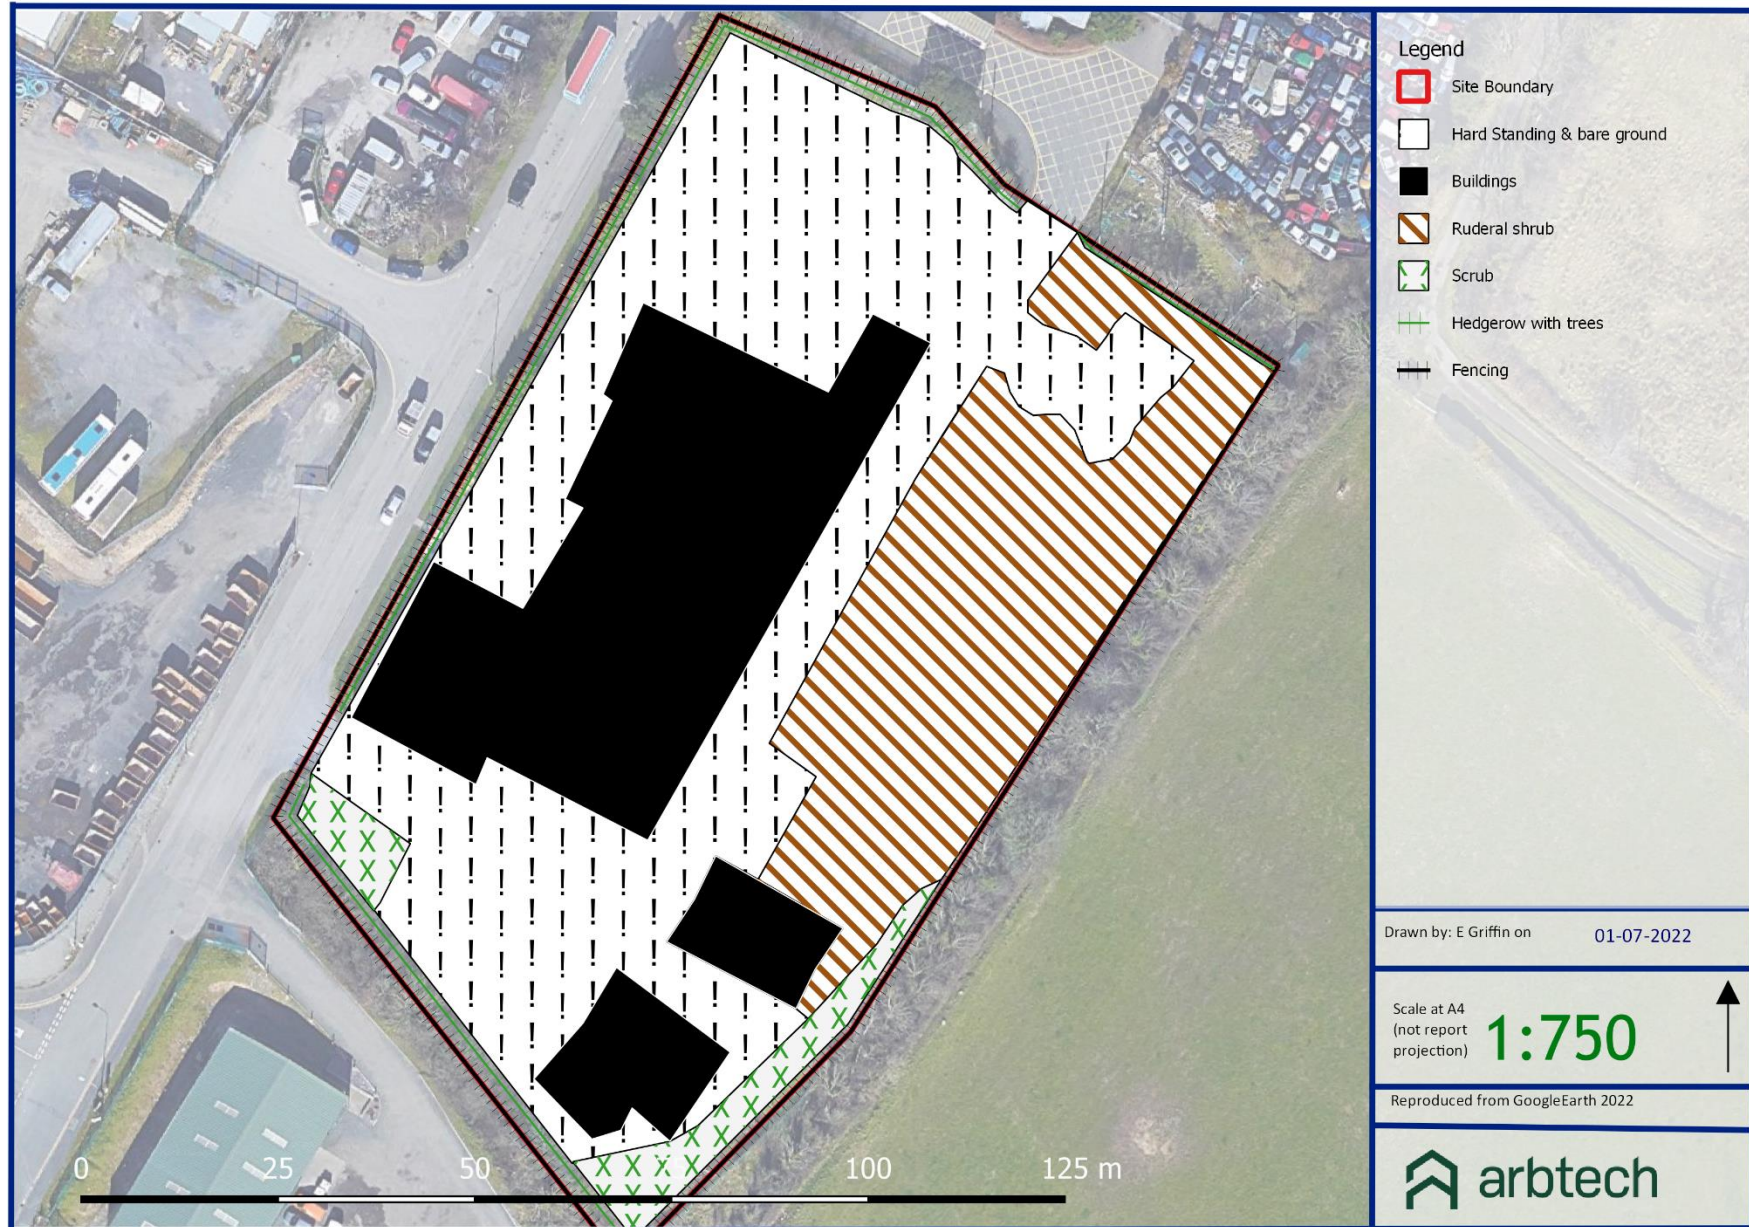 Legend
Site Boundary
Hard Standing & bare ground
Buildings
Ruderal shrub
Scrub
Hedgerow with trees
Fencing
Drawn by: E Griffin on 01-07-2022
Scale at A4
(not report
projection)
1:750
Reproduced from GoogleEarth 2022
arbtech
0 25 50 75 100 125 m